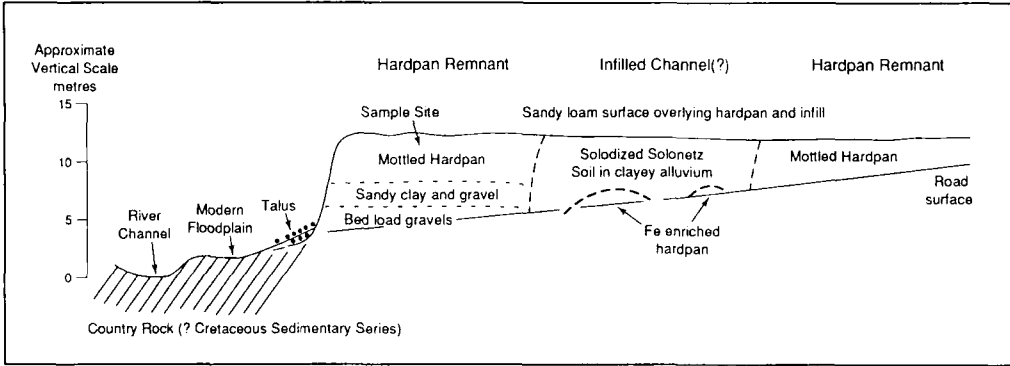 Approximate
Vertical Scale
metres
15
10
5
0
Hardpan Remnant
Infilled Channel(?)
Hardpan Remnant
Sample Site
Sandy loam surface overlying hardpan and infill
Mottled Hardpan
Solodized Solonetz
Soil in clayey alluvium
Mottled Hardpan
Sandy clay and gravel
Road
surface
Bed load gravels
Fe enriched
hardpan
Talus
Modern
Floodplain
River
Channel
Country Rock (? Cretaceous Sedimentary Series)